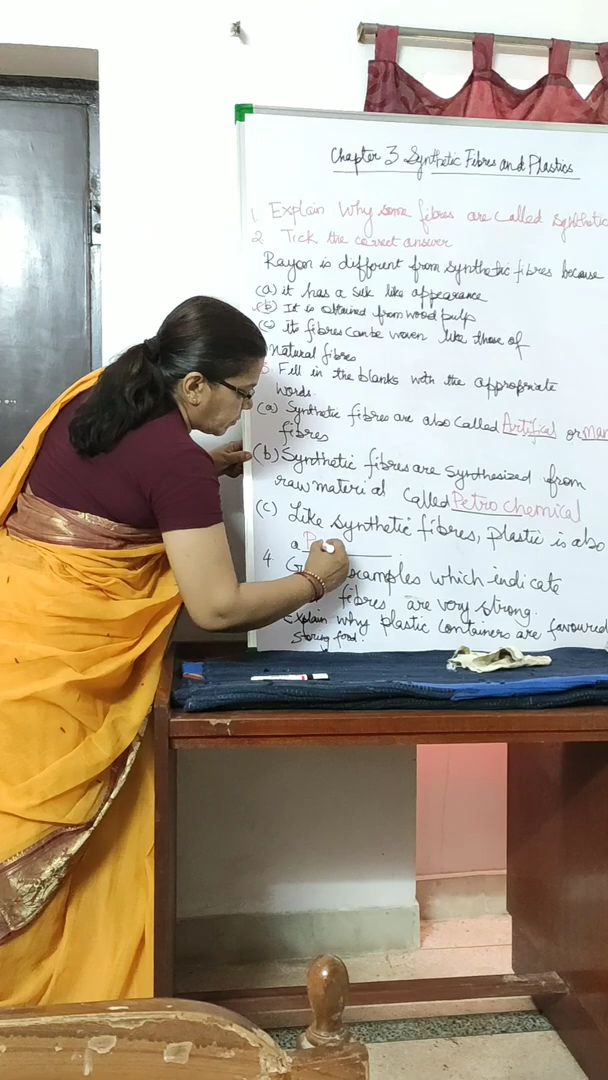 Chapter 3 Synthetic Fibres and Plastics
1. Explain Why some fibres are called Synthetic
2 Tick the correct answer
Rayon is different from synthetic fibres because
(a) it has a silk like appearance
(b) It is obtained from wood pulp
(c) its fibres can be woven like those of
natural fibres
3 Fill in the blanks with the appropriate
words.
(a) Synthetic fibres are also called Artifical or man
fibres
(b) Synthetic fibres are synthesized from
raw material called Petro chemical
(c) Like synthetic fibres, plastic is also
a P
4 examples which indicate
fibres are very strong.
Explain why plastic containers are favoured
Storing food.